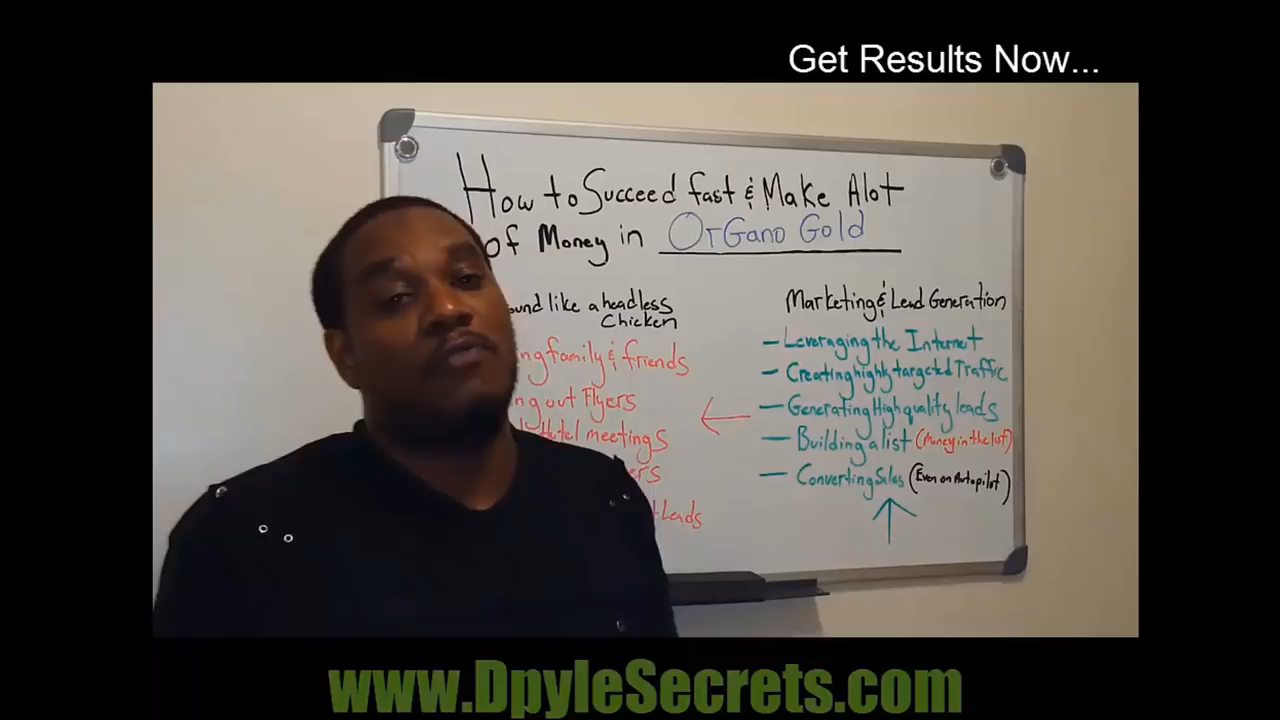 Get Results Now...
How to Succeed fast & Make Alot
of Money in OrGano Gold
ound like a headless
Chicken
ng family & friends
ng out Flyers
Hotel meetings
ers
Leads
Marketing & Lead Generation
— Leveraging the Internet
— Creating highly targeted Traffic
— Generating High quality leads
— Building a list (Money in the list)
— Converting Sales (Even on Autopilot)
www.DpyleSecrets.com